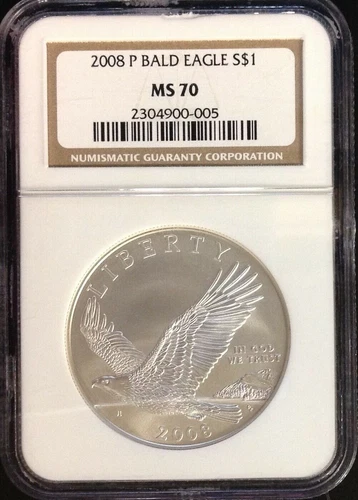 2008 P BALD EAGLE S$1
MS 70
2304900-005
NUMISMATIC GUARANTY CORPORATION
LIBERTY
IN GOD
WE TRUST
2008